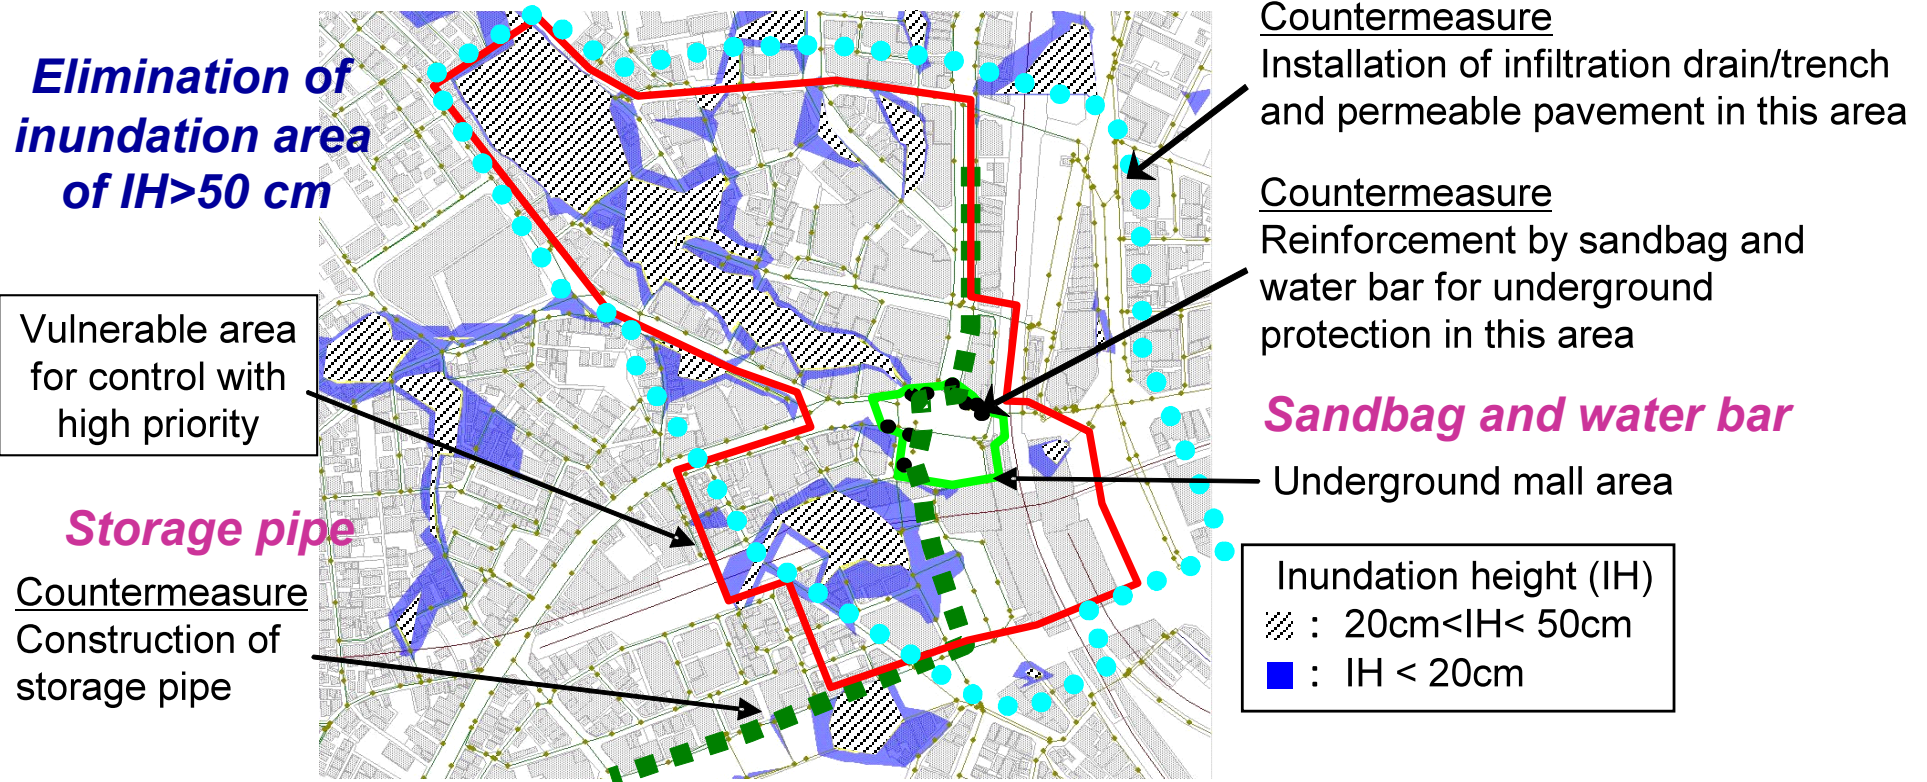 Elimination of
inundation area
of IH>50 cm
Vulnerable area
for control with
high priority
Storage pipe
Countermeasure
Construction of
storage pipe
Countermeasure
Installation of infiltration drain/trench
and permeable pavement in this area
Countermeasure
Reinforcement by sandbag and
water bar for underground
protection in this area
Sandbag and water bar
Underground mall area
Inundation height (IH)
: 20cm<IH< 50cm
: IH < 20cm